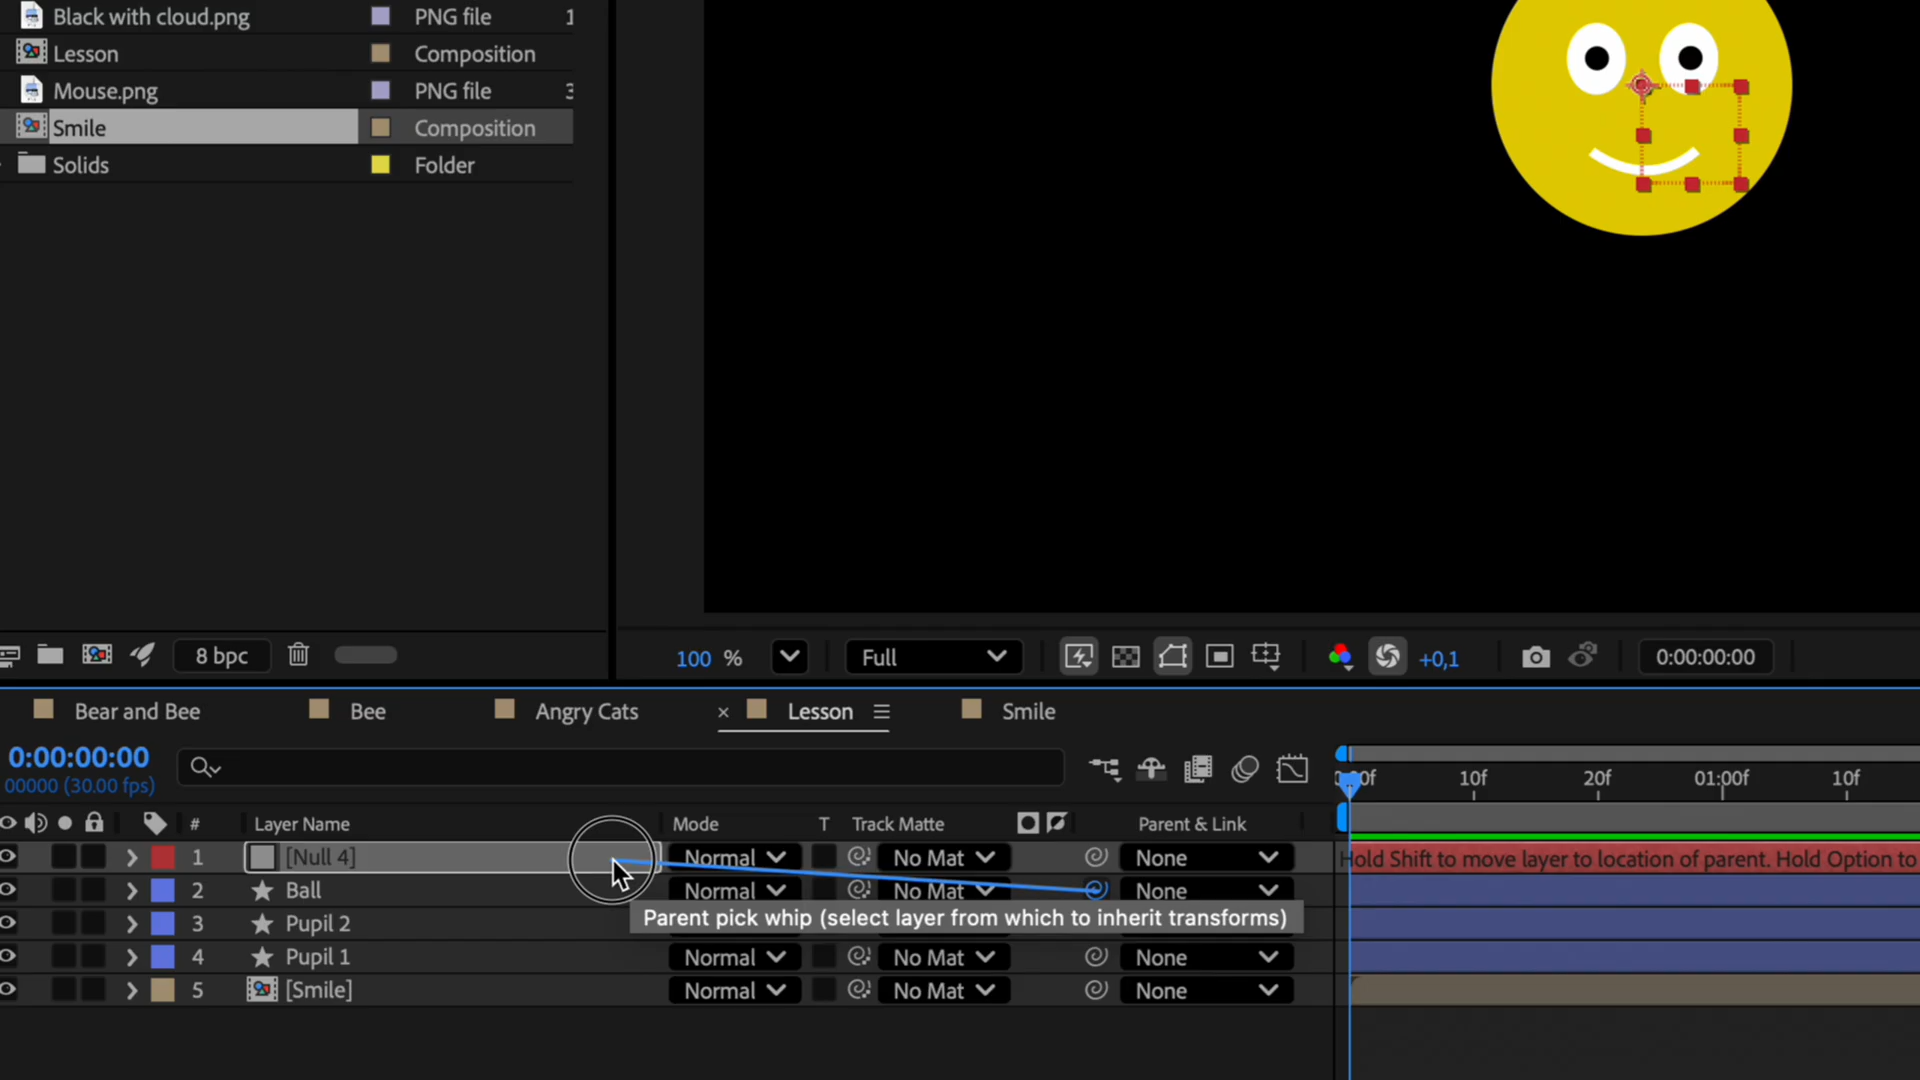 Black with cloud.png PNG file 1
Lesson Composition
Mouse.png PNG file 3
Smile Composition
Solids Folder
8 bpc
100 % Full +0,1 0:00:00:00
Bear and Bee Bee Angry Cats × Lesson Smile
0:00:00:00
00000 (30.00 fps)
0:00f 10f 20f 01:00f 10f
# Layer Name Mode T Track Matte Parent & Link
1 [Null 4] Normal No Mat None Hold Shift to move layer to location of parent. Hold Option to
2 Ball Normal No Mat None
3 Pupil 2
Parent pick whip (select layer from which to inherit transforms)
4 Pupil 1 Normal No Mat None
5 [Smile] Normal No Mat None